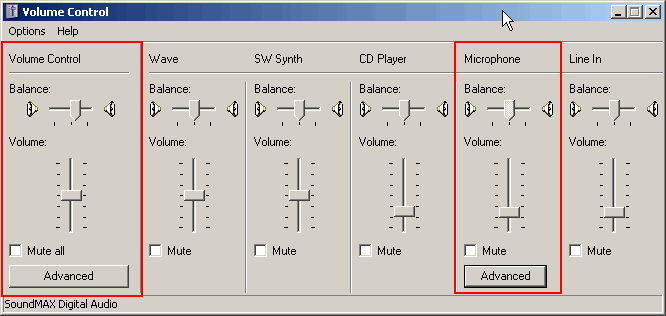 Volume Control
Options Help
Volume Control Wave SW Synth CD Player Microphone Line In
Balance: Balance: Balance: Balance: Balance: Balance:
Volume: Volume: Volume: Volume: Volume: Volume:
Mute all Mute Mute Mute Mute Mute
Advanced Advanced
SoundMAX Digital Audio